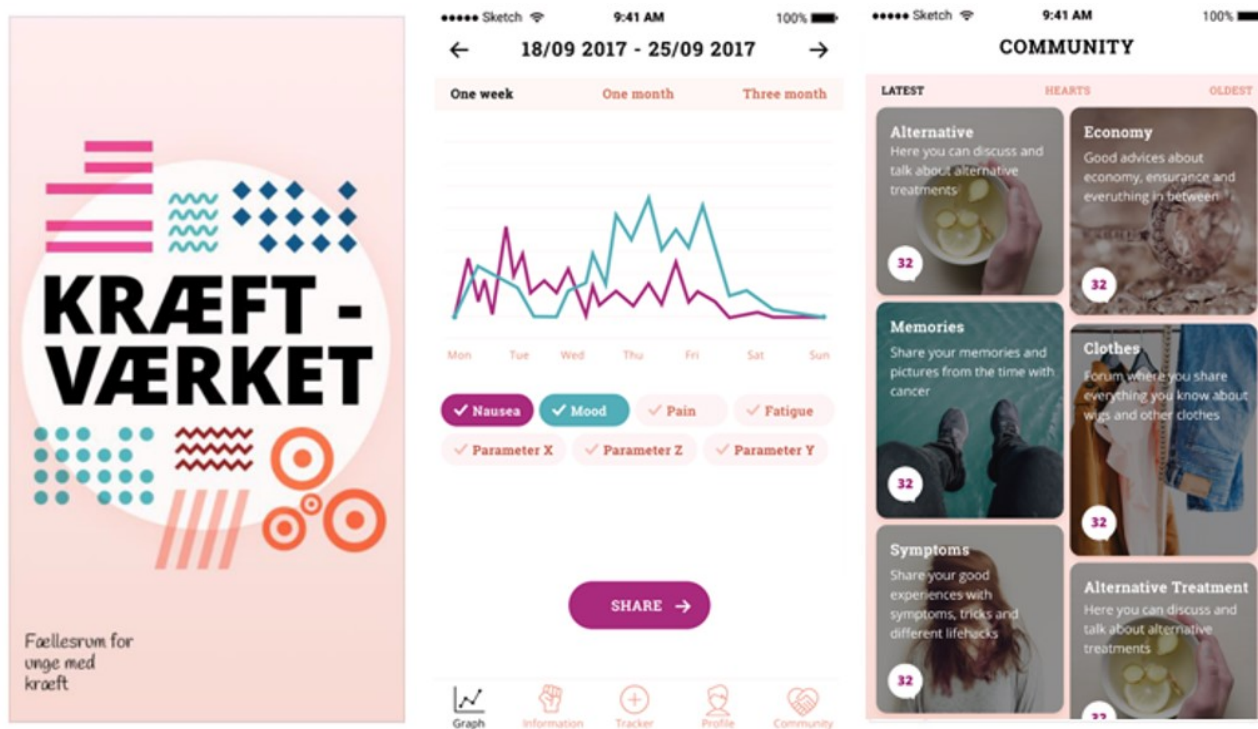 KRÆFT -
VÆRKET
Fællesrum for
unge med
kræft
Sketch 9:41 AM 100%
18/09 2017 - 25/09 2017
One week One month Three month
Mon Tue Wed Thu Fri Sat Sun
Nausea Mood Pain Fatigue
Parameter X Parameter Z Parameter Y
SHARE
Graph Information Tracker Profile Community
Sketch 9:41 AM 100%
COMMUNITY
LATEST HEARTS OLDEST
Alternative
Here you can discuss and
talk about alternative
treatments
32
Economy
Good advices about
economy, ensurance and
everuthing in between
32
Memories
Share your memories and
pictures from the time with
cancer
32
Clothes
Forum where you share
everything you know about
wigs and other clothes
32
Symptoms
Share your good
experiences with
symptoms, tricks and
different lifehacks
32
Alternative Treatment
Here you can discuss and
talk about alternative
treatments
32